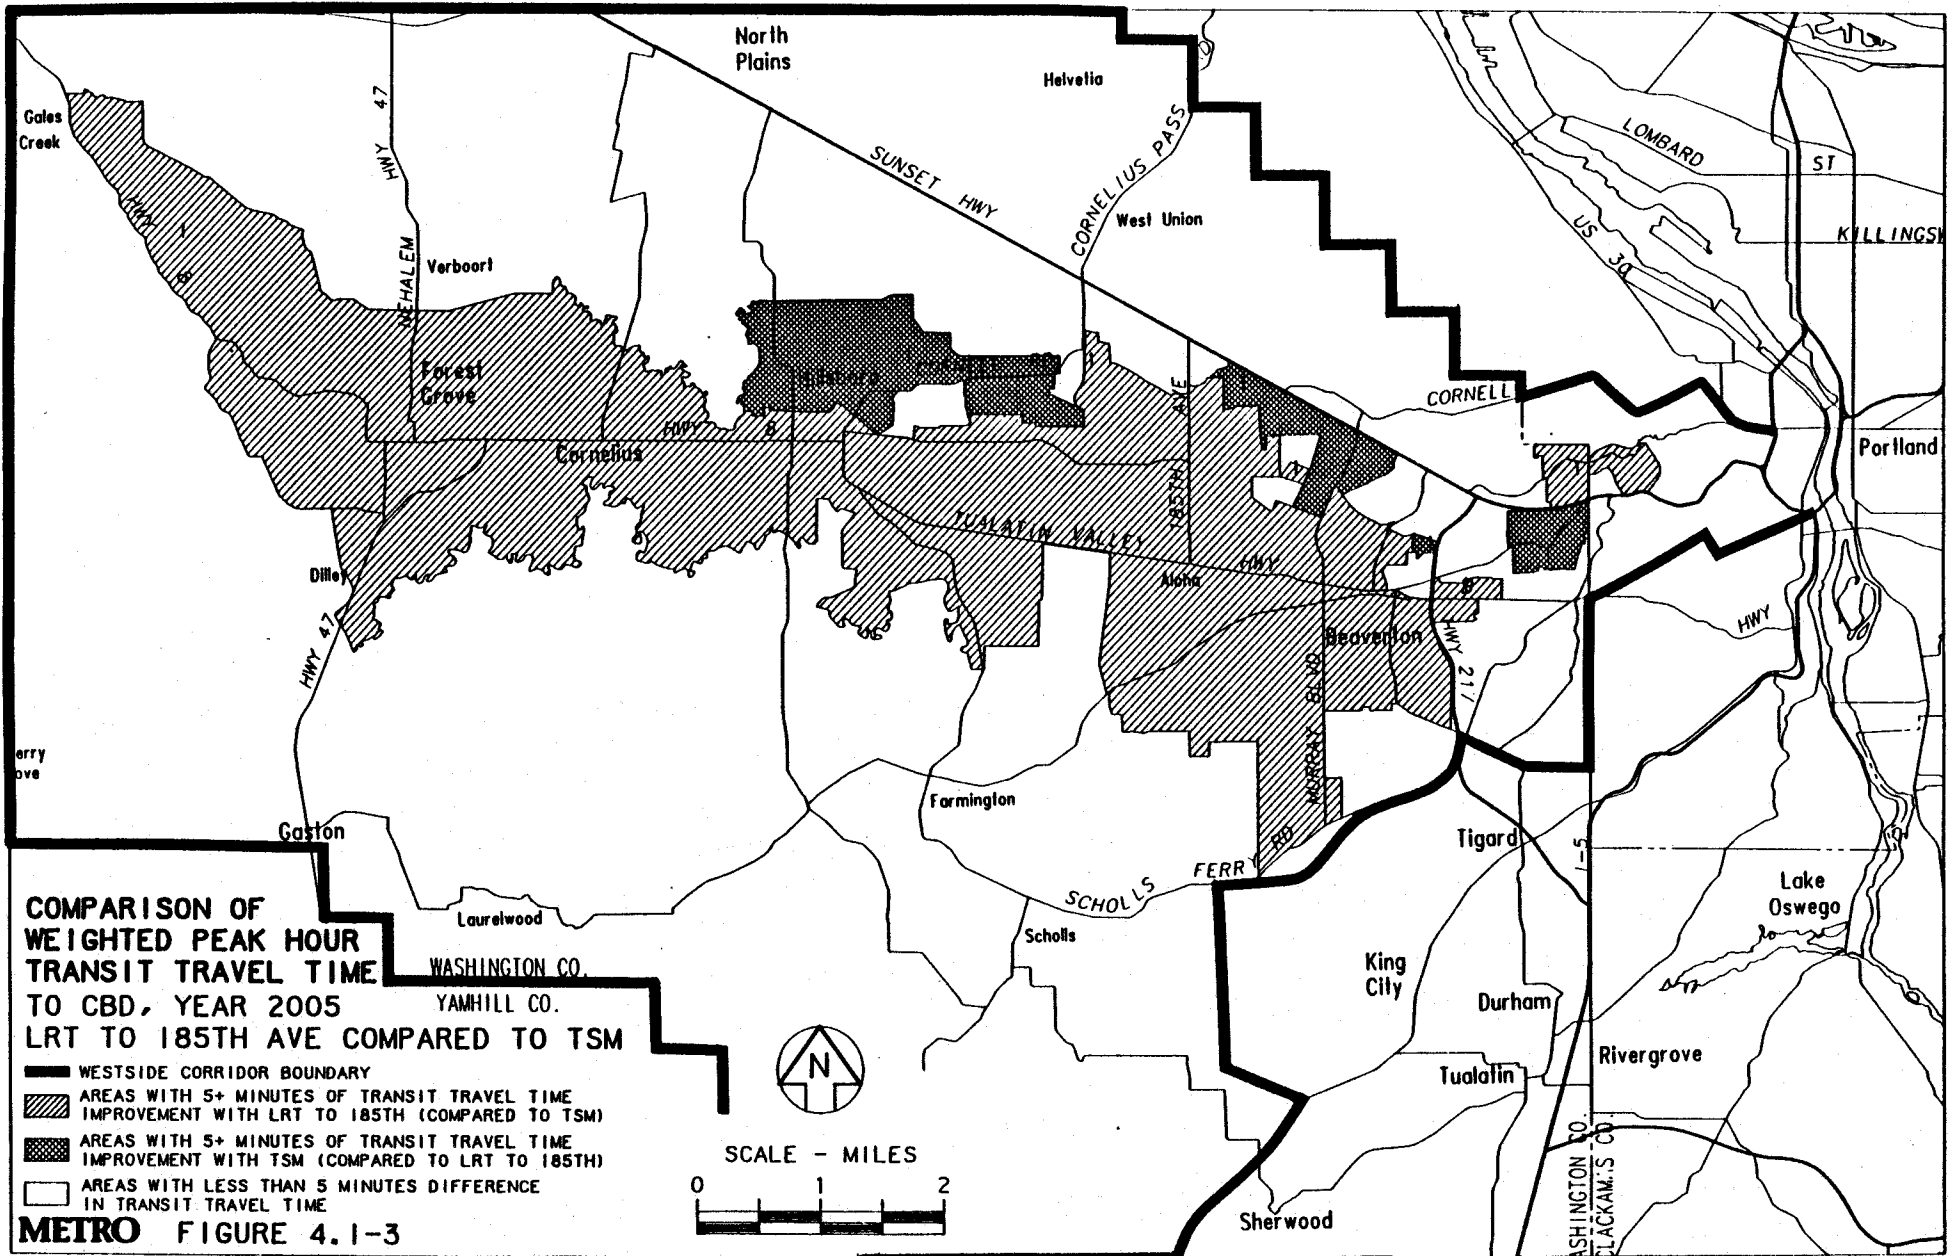 North
Plains
Helvetia
Gales
Creek
HWY 47
HWY
SUNSET HWY
CORNELIUS PASS
West Union
LOMBARD
ST
US
30
KILLINGSW
HWY
8
NEHALEM
Verboort
Forest
Grove
Hillsboro
CORNELL RD
HWY 8
Cornelius
185TH AVE
CORNELL
Portland
TUALATIN VALLEY
HWY
Aloha
8
Dilley
HWY 47
Beaverton
HWY 217
HWY
MURRAY BLVD
erry
ove
Gaston
Farmington
Tigard
I-5
SCHOLLS FERRY RD
Lake
Oswego
Laurelwood
Scholls
King
City
Durham
Rivergrove
Tualatin
Sherwood
WASHINGTON CO.
YAMHILL CO.
ASHINGTON CO.
CLACKAMAS CO.
COMPARISON OF
WEIGHTED PEAK HOUR
TRANSIT TRAVEL TIME
TO CBD, YEAR 2005
LRT TO 185TH AVE COMPARED TO TSM
WESTSIDE CORRIDOR BOUNDARY
AREAS WITH 5+ MINUTES OF TRANSIT TRAVEL TIME
IMPROVEMENT WITH LRT TO 185TH (COMPARED TO TSM)
AREAS WITH 5+ MINUTES OF TRANSIT TRAVEL TIME
IMPROVEMENT WITH TSM (COMPARED TO LRT TO 185TH)
AREAS WITH LESS THAN 5 MINUTES DIFFERENCE
IN TRANSIT TRAVEL TIME
METRO FIGURE 4.1-3
N
SCALE - MILES
0 1 2